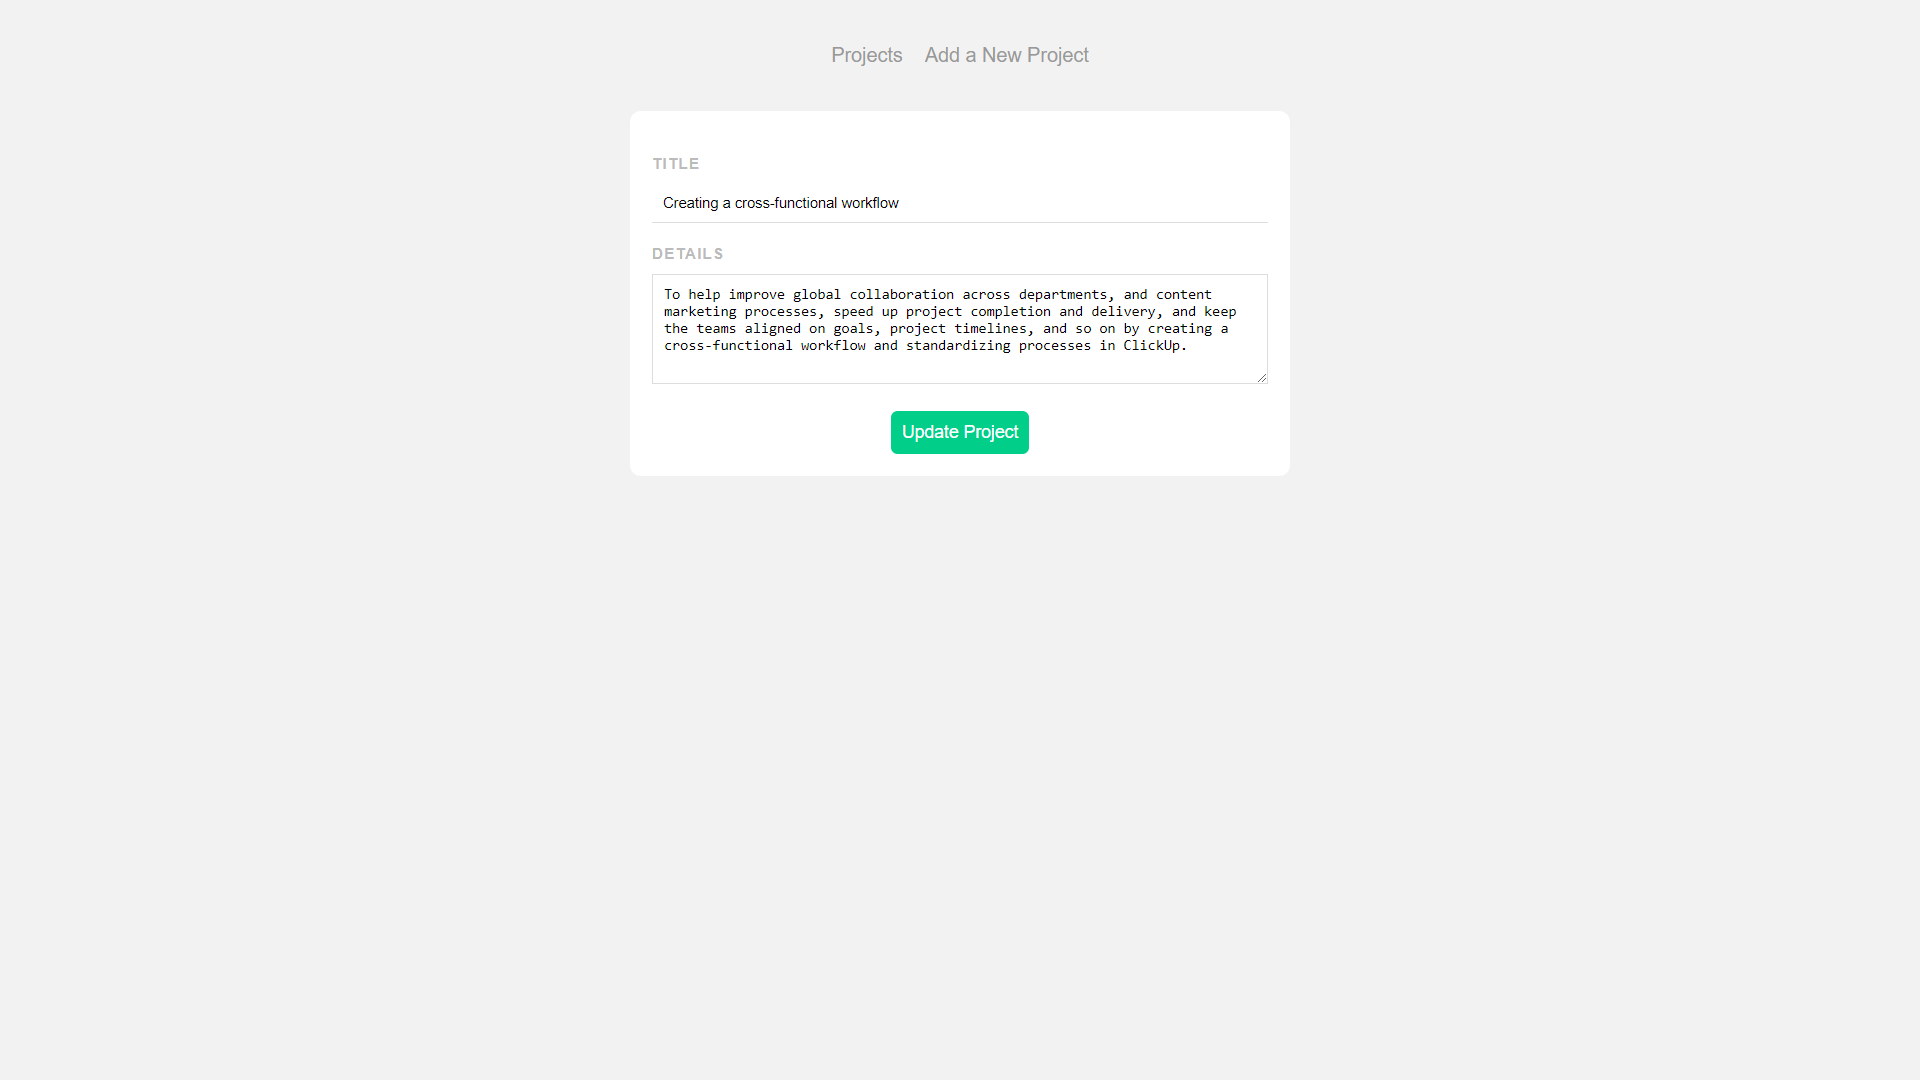 Projects Add a New Project
TITLE
Creating a cross-functional workflow
DETAILS
To help improve global collaboration across departments, and content
marketing processes, speed up project completion and delivery, and keep
the teams aligned on goals, project timelines, and so on by creating a
cross-functional workflow and standardizing processes in ClickUp.
Update Project